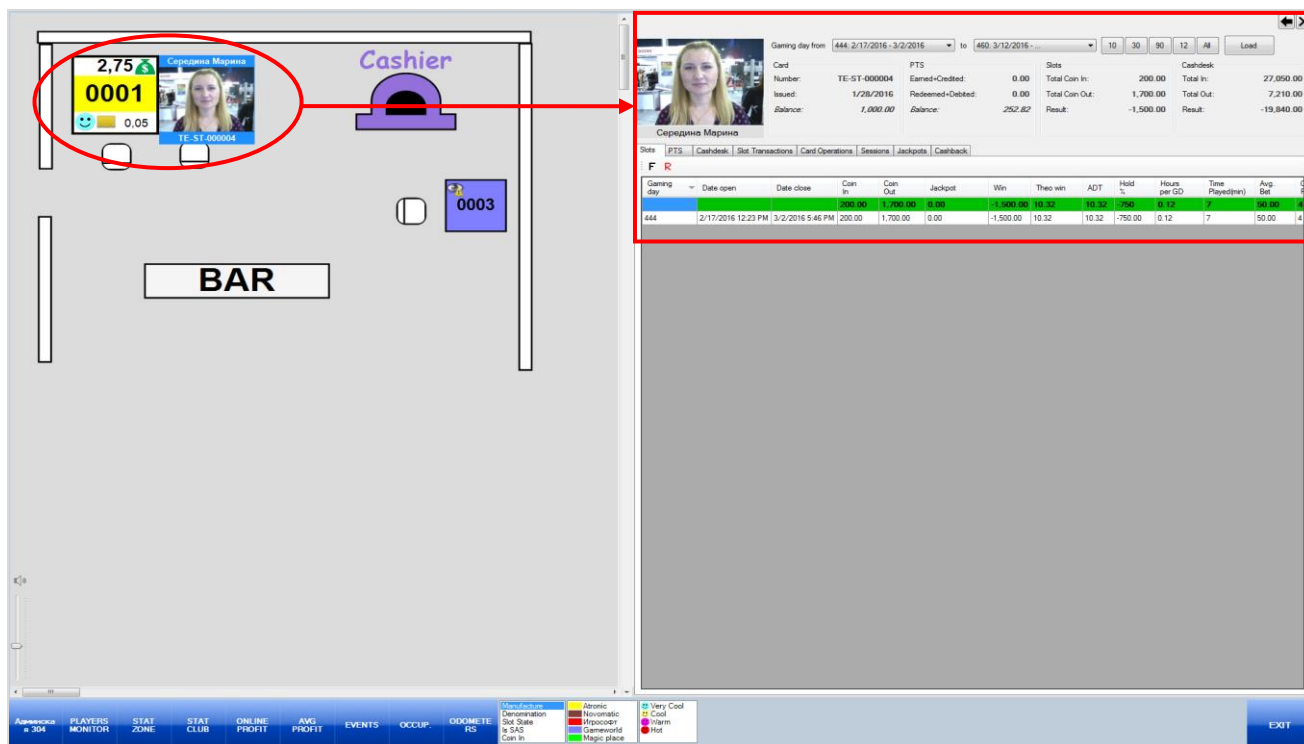 2,75 $
Середина Марина
0001
0,05
TE-ST-000004
Cashier
0003
BAR
Gaming day from 444: 2/17/2016 - 3/2/2016 to 460: 3/12/2016 - ... 10 30 90 12 All Load
Card PTS Slots Cashdesk
Number: TE-ST-000004 Earned+Credited: 0.00 Total Coin In: 200.00 Total In: 27,050.00
Issued: 1/28/2016 Redeemed+Debited: 0.00 Total Coin Out: 1,700.00 Total Out: 7,210.00
Balance: 1,000.00 Balance: 252.82 Result: -1,500.00 Result: -19,840.00
Середина Марина
Slots PTS Cashdesk Slot Transactions Card Operations Sessions Jackpots Cashback
F R
Gaming day Date open Date close Coin In Coin Out Jackpot Win Theo win ADT Hold % Hours per GD Time Played(min) Avg. Bet
200.00 1,700.00 0.00 -1,500.00 10.32 10.32 -750 0.12 7 50.00 4
444 2/17/2016 12:23 PM 3/2/2016 5:46 PM 200.00 1,700.00 0.00 -1,500.00 10.32 10.32 -750.00 0.12 7 50.00 4
PLAYERS MONITOR STAT ZONE STAT CLUB ONLINE PROFIT AVG PROFIT EVENTS OCCUP. ODOMETE RS EXIT
Manufacture Atronic Very Cool
Denomination Novomatic Cool
Slot State Игрософт Warm
Is SAS Gameworld Hot
Coin In Magic place